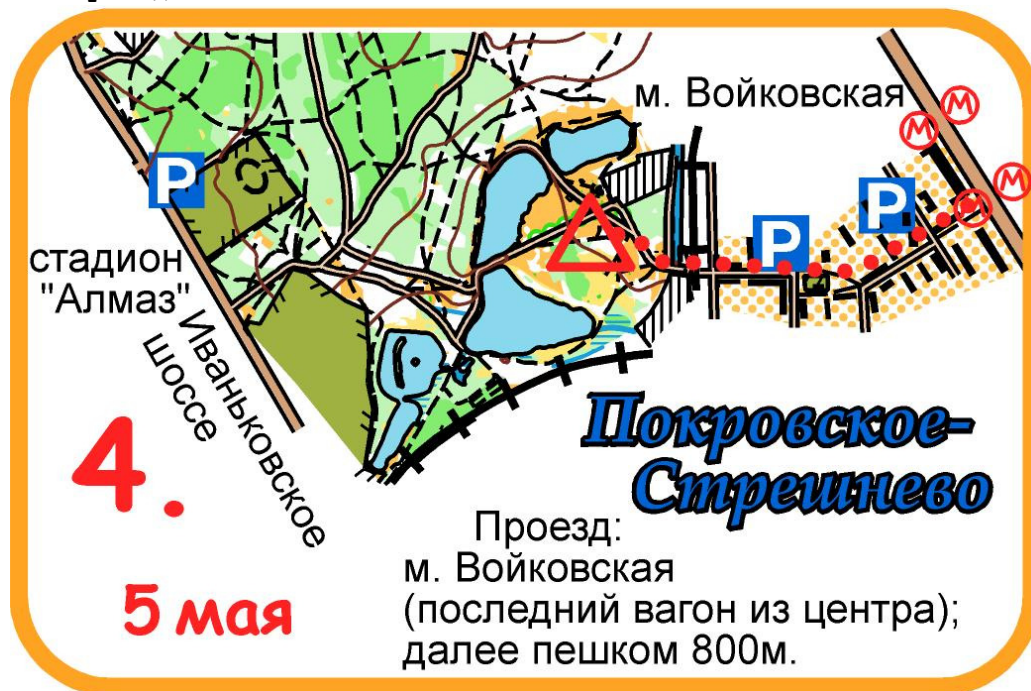 м. Войковская
М
М
М
М
P
P
P
стадион
"Алмаз"
Иваньковское
шоссе
Покровское-
Стрешнево
4.
5 мая
Проезд:
м. Войковская
(последний вагон из центра);
далее пешком 800м.